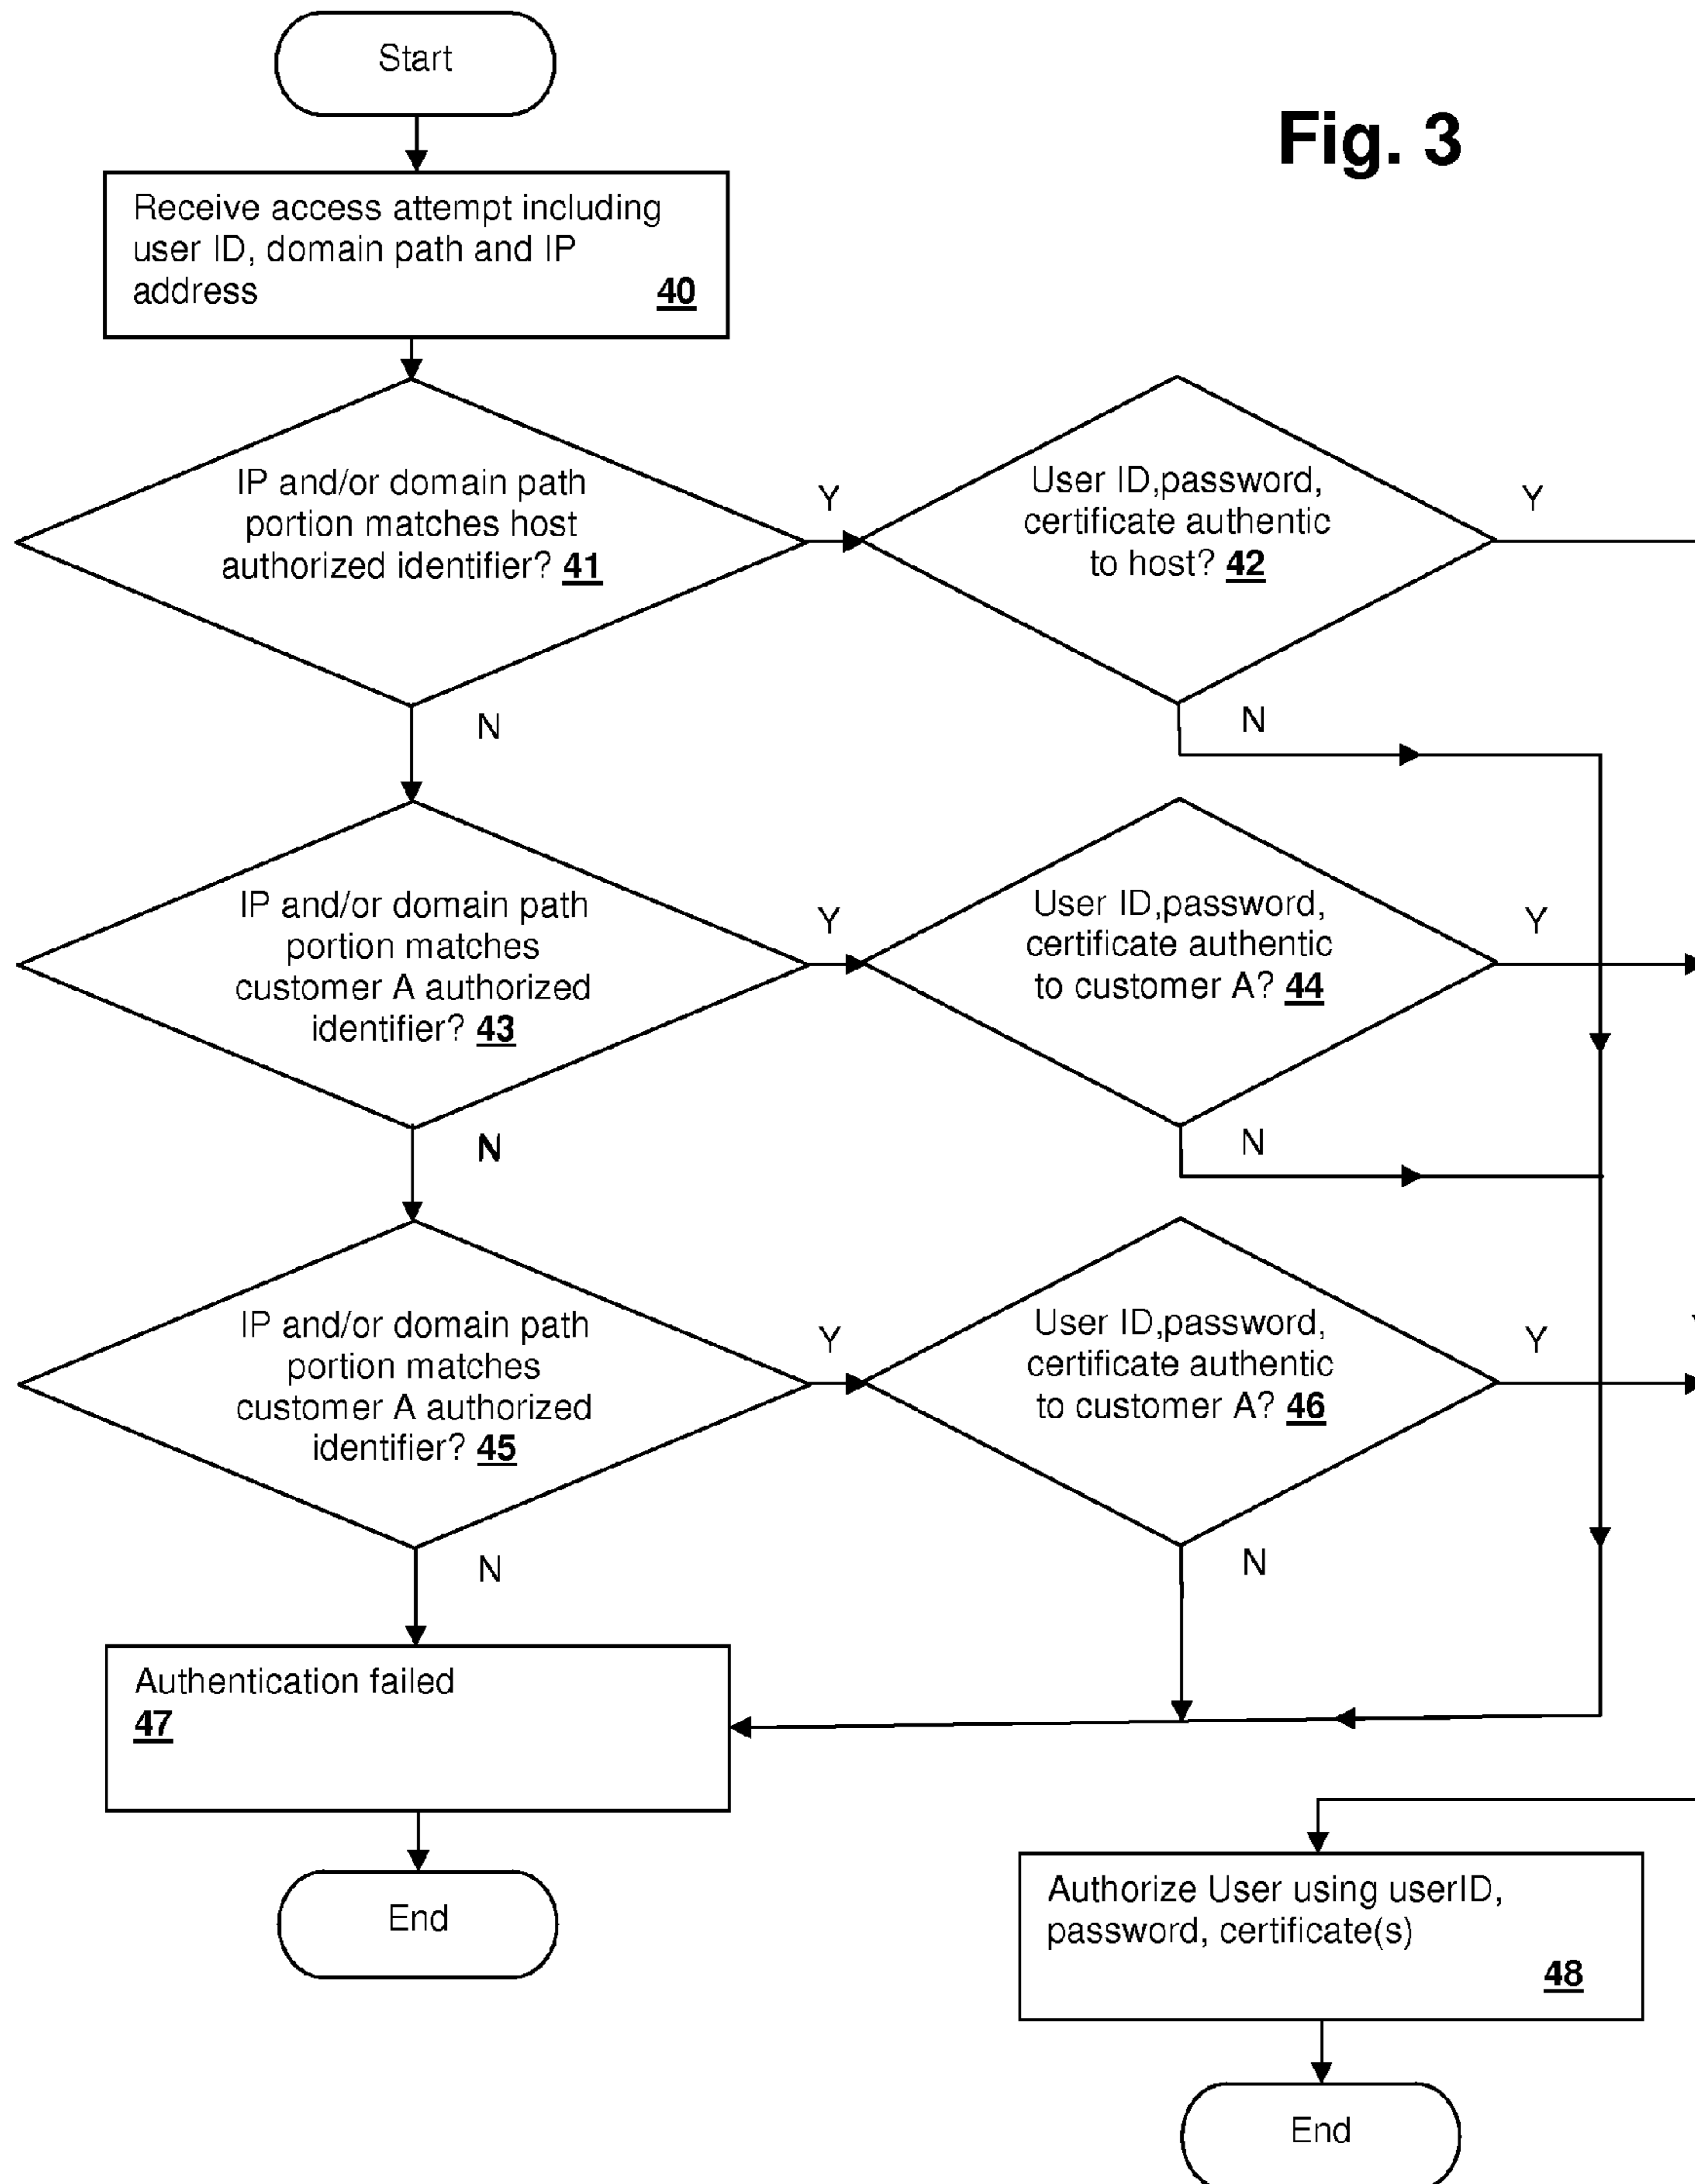 Start
Fig. 3
Receive access attempt including
user ID, domain path and IP
address
40
IP and/or domain path
portion matches host
authorized identifier? 41
Y
User ID,password,
certificate authentic
to host? 42
Y
N
N
IP and/or domain path
portion matches
customer A authorized
identifier? 43
Y
User ID,password,
certificate authentic
to customer A? 44
Y
N
N
IP and/or domain path
portion matches
customer A authorized
identifier? 45
Y
User ID,password,
certificate authentic
to customer A? 46
Y
N
N
Authentication failed
47
End
Authorize User using userID,
password, certificate(s)
48
End